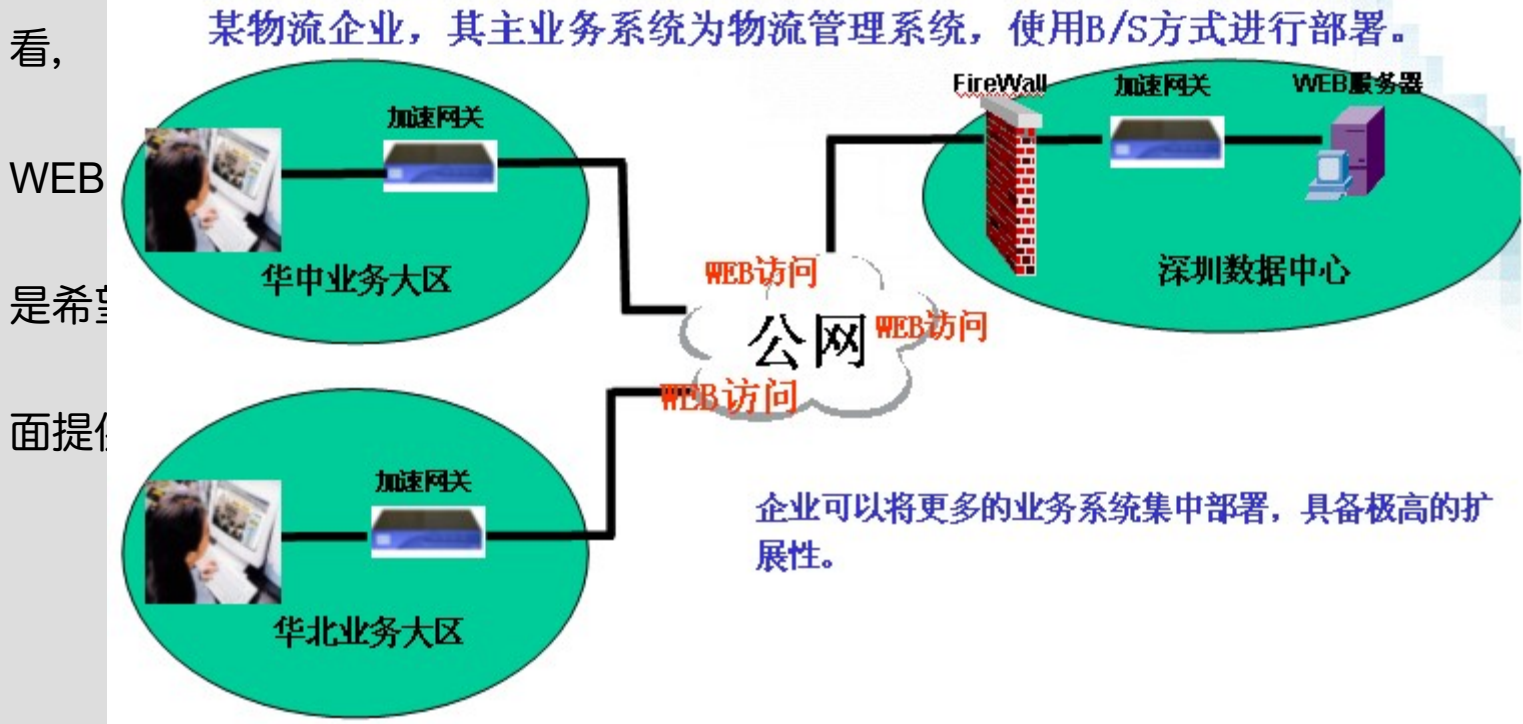 某物流企业，其主业务系统为物流管理系统，使用B/S方式进行部署。
看，
WEB
是希
面提
FireWall
加速网关
WEB服务器
加速网关
华中业务大区
深圳数据中心
WEB访问
公网
WEB访问
WEB访问
加速网关
华北业务大区
企业可以将更多的业务系统集中部署，具备极高的扩
展性。